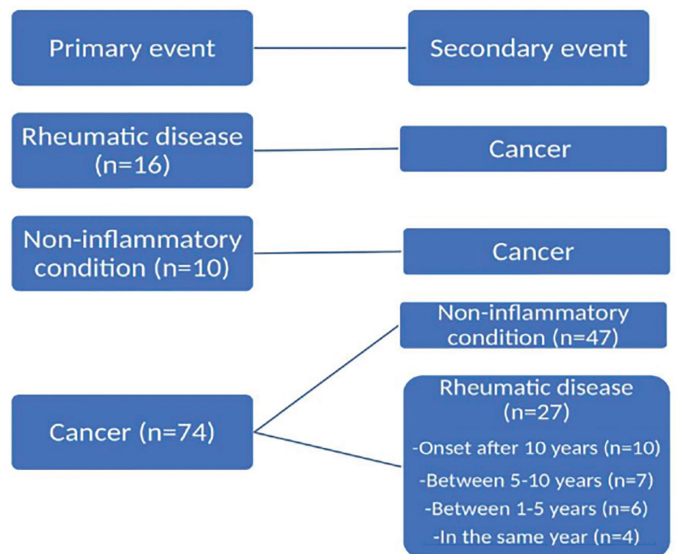 Primary event
Secondary event
Rheumatic disease
(n=16)
Cancer
Non-inflammatory
condition (n=10)
Cancer
Cancer (n=74)
Non-inflammatory
condition (n=47)
Rheumatic disease
(n=27)
-Onset after 10 years (n=10)
-Between 5-10 years (n=7)
-Between 1-5 years (n=6)
-In the same year (n=4)